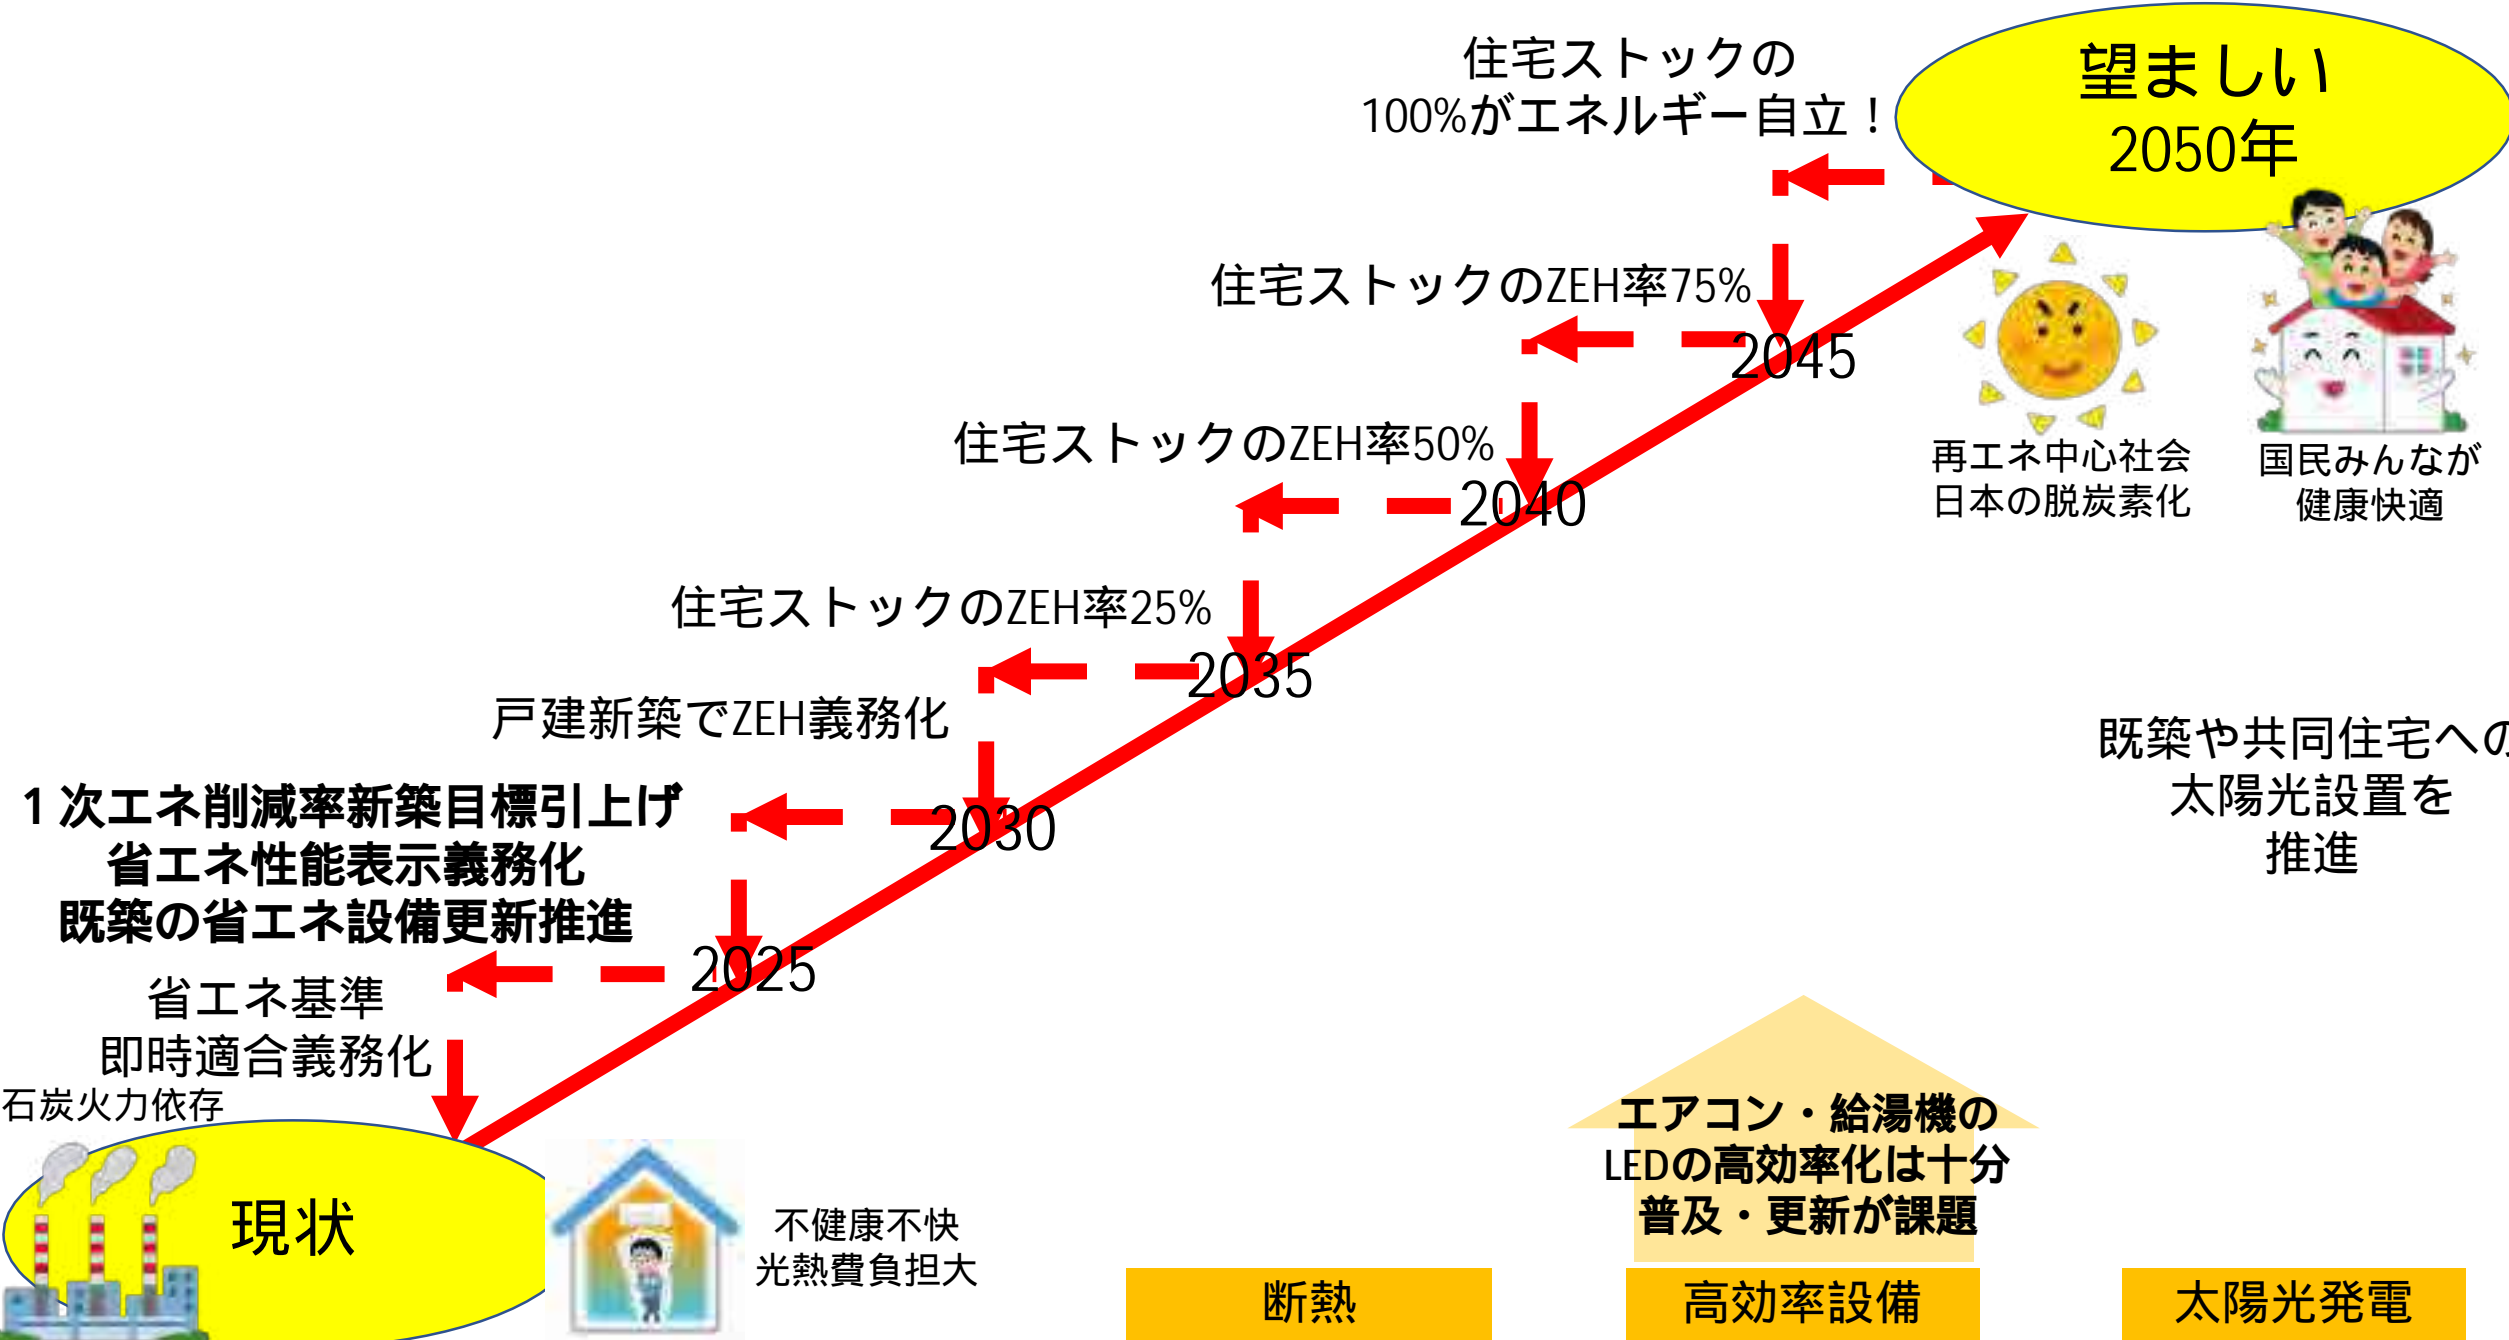 住宅ストックの
100%がエネルギー自立！
望ましい
2050年
住宅ストックのZEH率75%
2045
住宅ストックのZEH率50%
2040
再エネ中心社会
日本の脱炭素化
国民みんなが
健康快適
住宅ストックのZEH率25%
2035
戸建新築でZEH義務化
2030
既築や共同住宅への
太陽光設置を
推進
1次エネ削減率新築目標引上げ
省エネ性能表示義務化
既築の省エネ設備更新推進
2025
省エネ基準
即時適合義務化
石炭火力依存
現状
不健康不快
光熱費負担大
エアコン・給湯機の
LEDの高効率化は十分
普及・更新が課題
断熱
高効率設備
太陽光発電